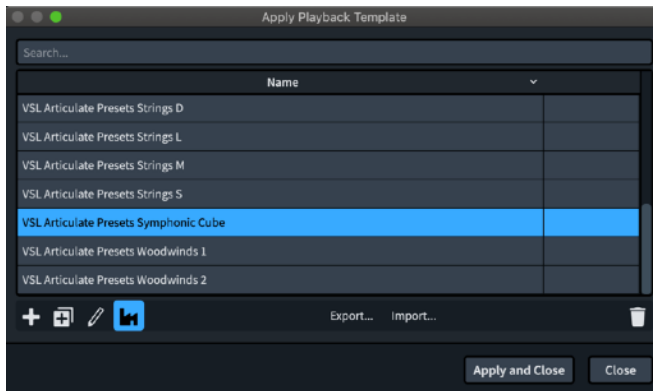 Apply Playback Template
Search...
Name
VSL Articulate Presets Strings D
VSL Articulate Presets Strings L
VSL Articulate Presets Strings M
VSL Articulate Presets Strings S
VSL Articulate Presets Symphonic Cube
VSL Articulate Presets Woodwinds 1
VSL Articulate Presets Woodwinds 2
Export... Import...
Apply and Close Close